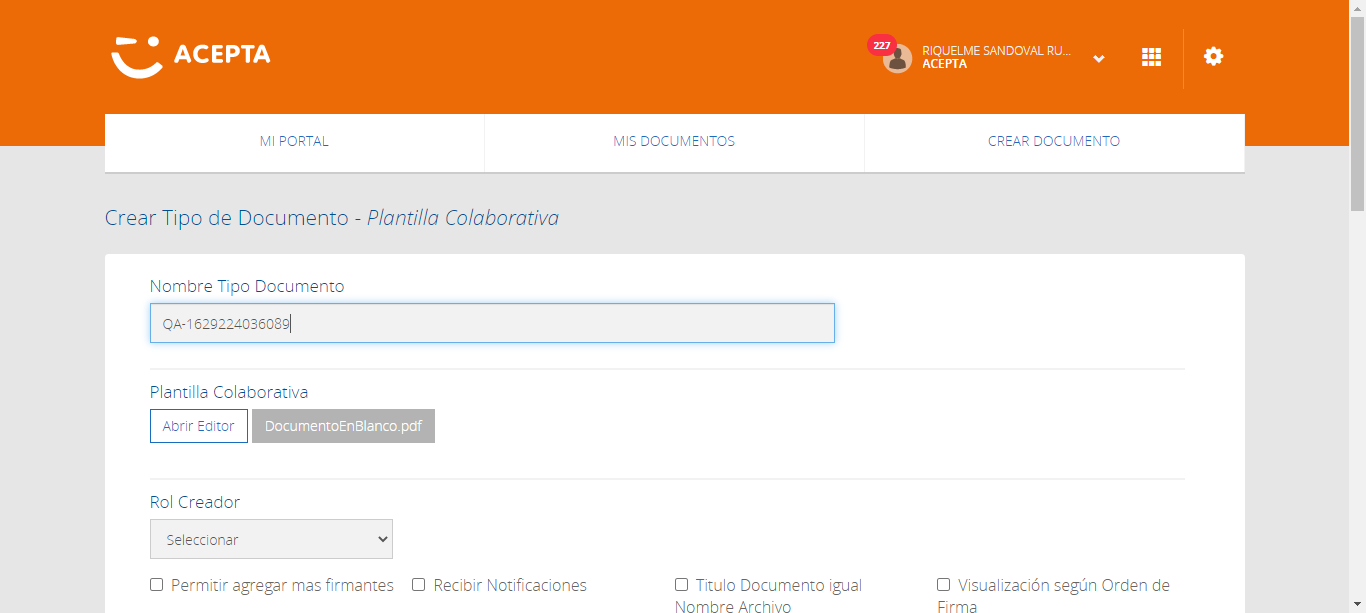 ACEPTA
227
RIQUELME SANDOVAL RU...
ACEPTA
MI PORTAL
MIS DOCUMENTOS
CREAR DOCUMENTO
Crear Tipo de Documento - Plantilla Colaborativa
Nombre Tipo Documento
QA-1629224036089
Plantilla Colaborativa
Abrir Editor
DocumentoEnBlanco.pdf
Rol Creador
Seleccionar
Permitir agregar mas firmantes
Recibir Notificaciones
Titulo Documento igual
Nombre Archivo
Visualización según Orden de
Firma